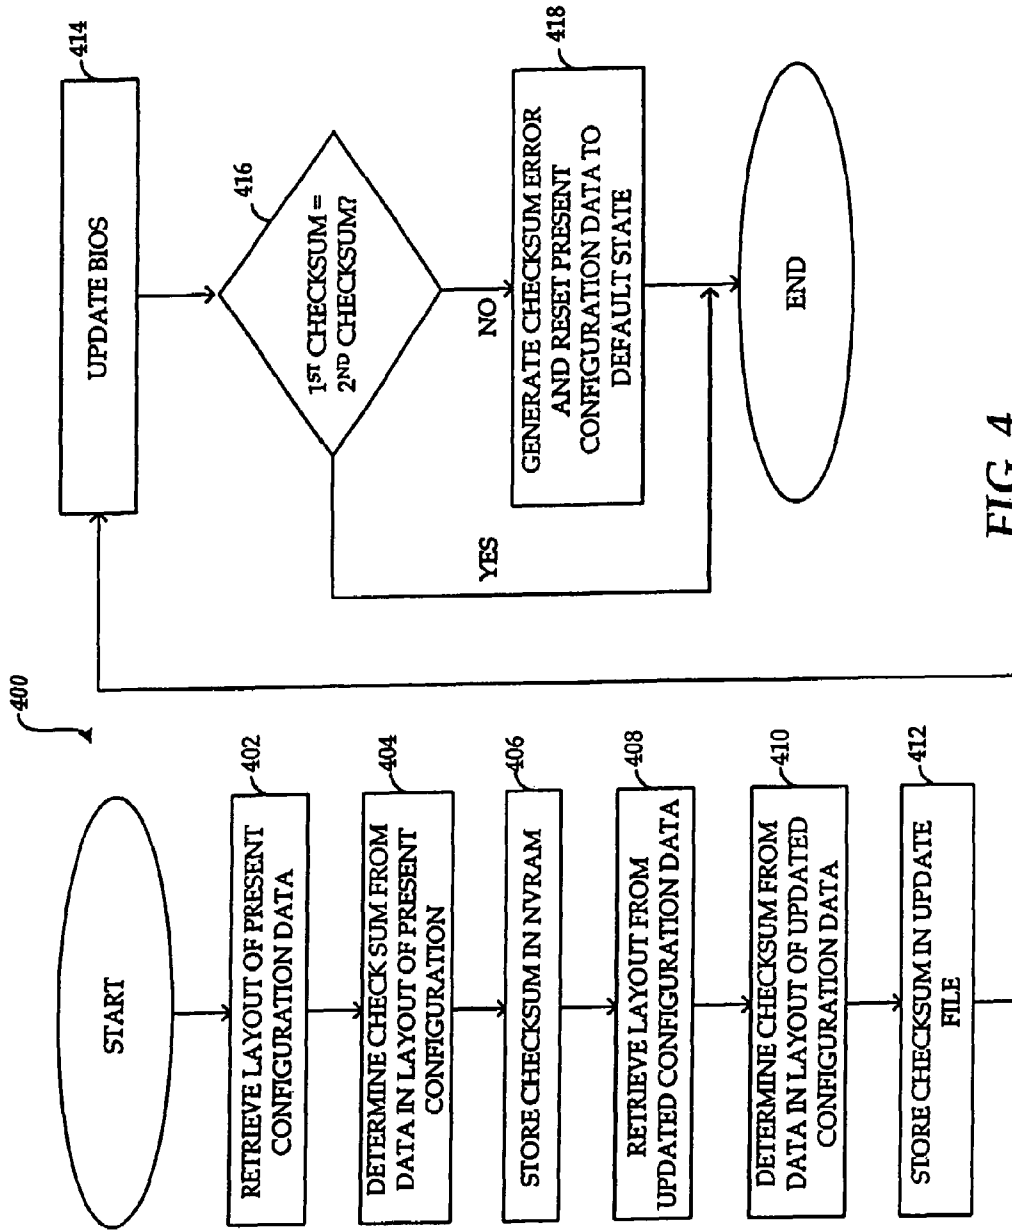 400
START
RETRIEVE LAYOUT OF PRESENT
CONFIGURATION DATA
402
DETERMINE CHECK SUM FROM
DATA IN LAYOUT OF PRESENT
CONFIGURATION
404
STORE CHECKSUM IN NVRAM
406
RETRIEVE LAYOUT FROM
UPDATED CONFIGURATION DATA
408
DETERMINE CHECKSUM FROM
DATA IN LAYOUT OF UPDATED
CONFIGURATION DATA
410
STORE CHECKSUM IN UPDATE
FILE
412
UPDATE BIOS
414
1ST CHECKSUM =
2ND CHECKSUM?
416
YES
NO
GENERATE CHECKSUM ERROR
AND RESET PRESENT
CONFIGURATION DATA TO
DEFAULT STATE
418
END
FIG. 4